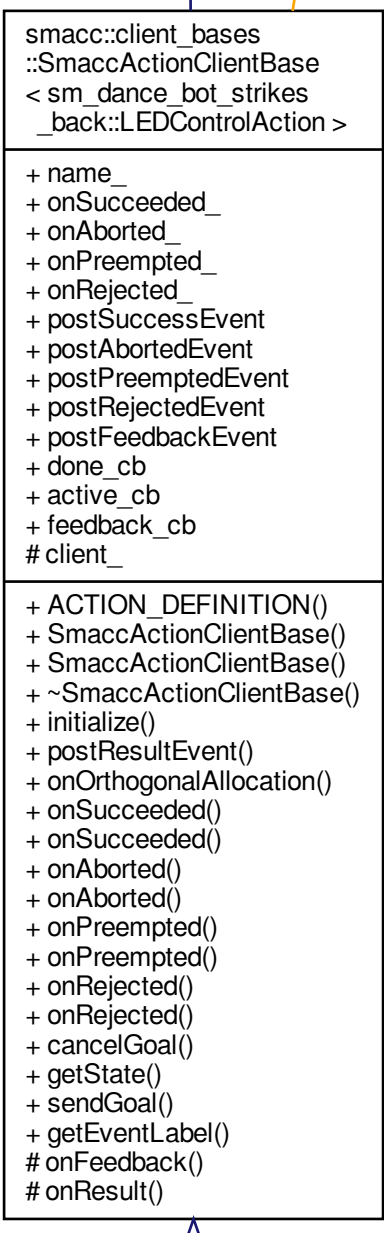 smacc::client_bases
::SmaccActionClientBase
< sm_dance_bot_strikes
_back::LEDControlAction >
+ name_
+ onSucceeded_
+ onAborted_
+ onPreempted_
+ onRejected_
+ postSuccessEvent
+ postAbortedEvent
+ postPreemptedEvent
+ postRejectedEvent
+ postFeedbackEvent
+ done_cb
+ active_cb
+ feedback_cb
# client_
+ ACTION_DEFINITION()
+ SmaccActionClientBase()
+ SmaccActionClientBase()
+ ~SmaccActionClientBase()
+ initialize()
+ postResultEvent()
+ onOrthogonalAllocation()
+ onSucceeded()
+ onSucceeded()
+ onAborted()
+ onAborted()
+ onPreempted()
+ onPreempted()
+ onRejected()
+ onRejected()
+ cancelGoal()
+ getState()
+ sendGoal()
+ getEventLabel()
# onFeedback()
# onResult()